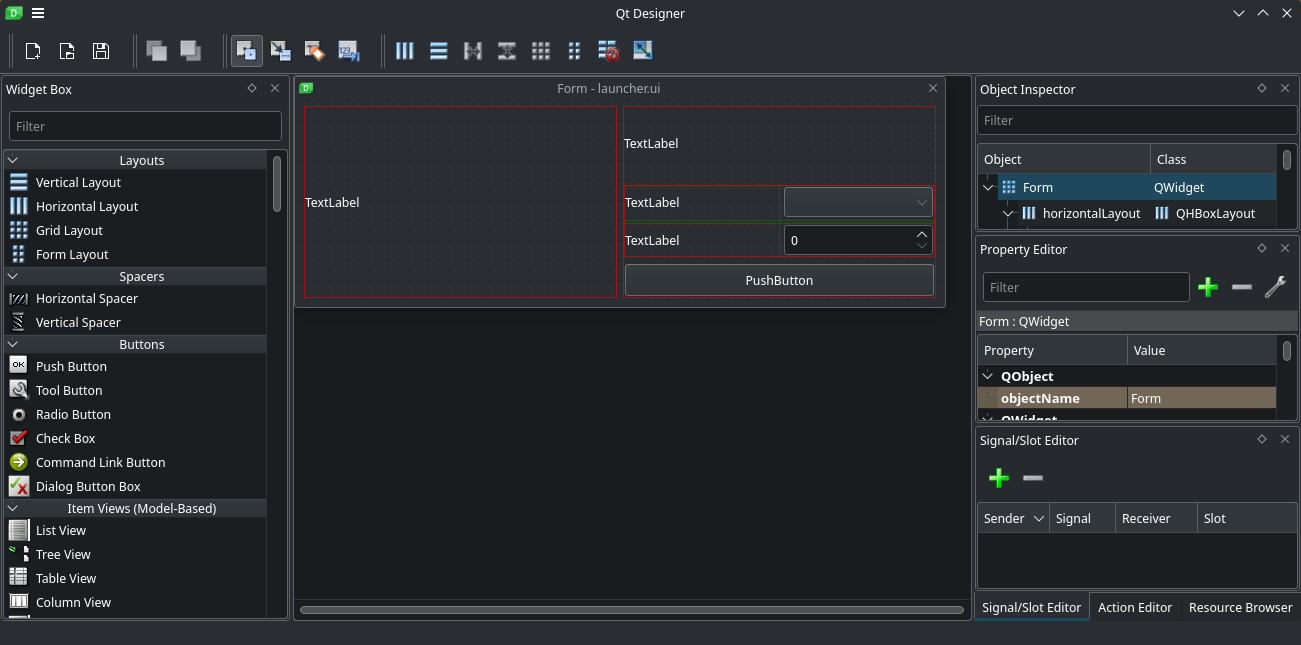 Qt Designer
Widget Box
Filter
Layouts
Vertical Layout
Horizontal Layout
Grid Layout
Form Layout
Spacers
Horizontal Spacer
Vertical Spacer
Buttons
OK
Push Button
Tool Button
Radio Button
Check Box
Command Link Button
Dialog Button Box
Item Views (Model-Based)
List View
Tree View
Table View
Column View
Form - launcher.ui
TextLabel
TextLabel
TextLabel
TextLabel
0
PushButton
Object Inspector
Filter
Object Class
Form QWidget
horizontalLayout QHBoxLayout
Property Editor
Filter
Form : QWidget
Property Value
QObject
objectName Form
QWidget
Signal/Slot Editor
Sender Signal Receiver Slot
Signal/Slot Editor Action Editor Resource Browser